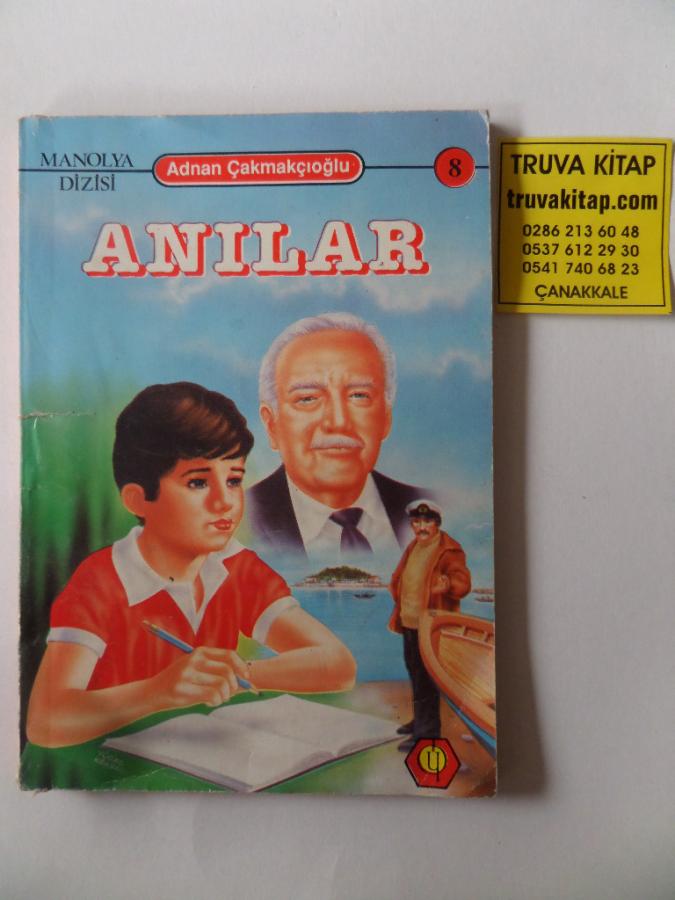 MANOLYA
DİZİSİ
Adnan Çakmakçıoğlu
8
ANILAR
TRUVA KİTAP
truvakitap.com
0286 213 60 48
0537 612 29 30
0541 740 68 23
ÇANAKKALE